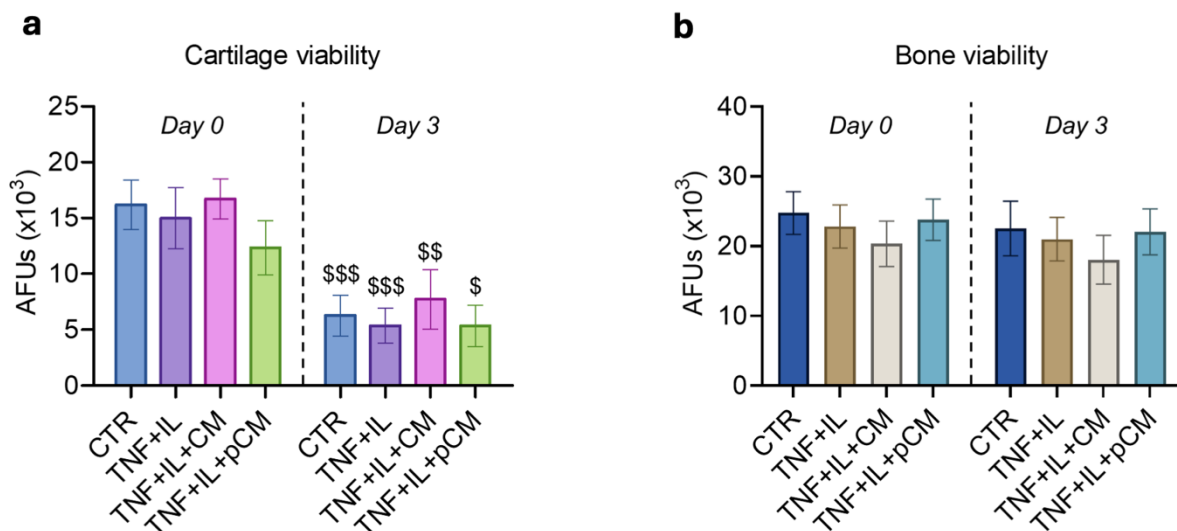 a
Cartilage viability
AFUs (x10³)
25
20
15
10
5
0
Day 0
Day 3
$$$
$$$
$$
$
CTR
TNF+IL
TNF+IL+CM
TNF+IL+pCM
CTR
TNF+IL
TNF+IL+CM
TNF+IL+pCM
b
Bone viability
AFUs (x10³)
40
30
20
10
0
Day 0
Day 3
CTR
TNF+IL
TNF+IL+CM
TNF+IL+pCM
CTR
TNF+IL
TNF+IL+CM
TNF+IL+pCM